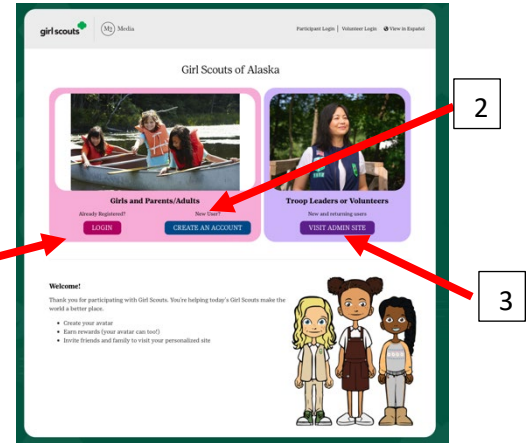 girl scouts
M2 Media
Participant Login | Volunteer Login View in Español
Girl Scouts of Alaska
2
Girls and Parents/Adults
Already Registered?
New User?
LOGIN
CREATE AN ACCOUNT
Troop Leaders or Volunteers
New and returning users
VISIT ADMIN SITE
3
Welcome!
Thank you for participating with Girl Scouts. You're helping today's Girl Scouts make the
world a better place.
• Create your avatar
• Earn rewards (your avatar can too!)
• Invite friends and family to visit your personalized site